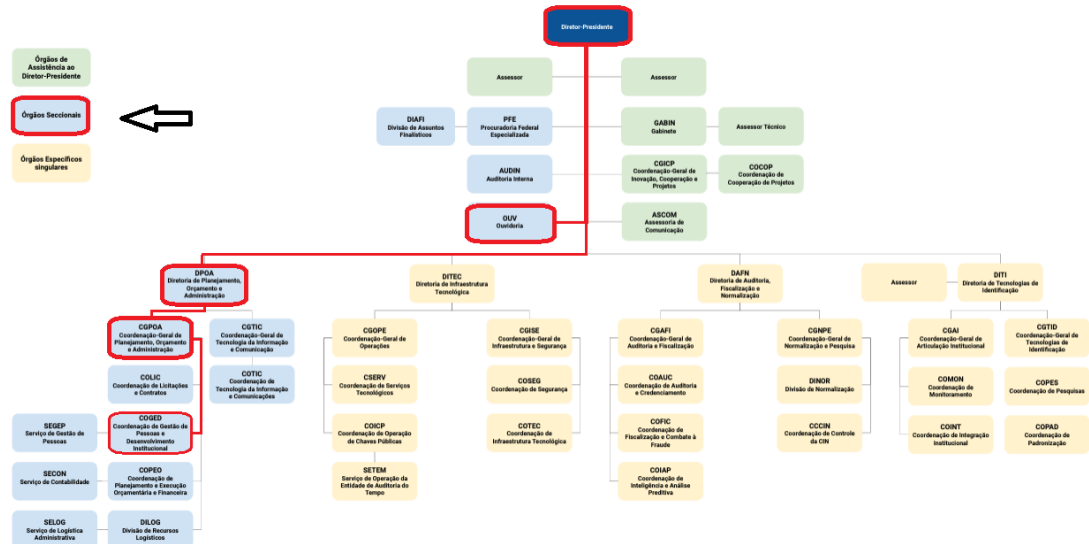 Diretor-Presidente
Órgãos de
Assistência ao
Diretor-Presidente
Órgãos Seccionais
Órgãos Específicos
singulares
Assessor
Assessor
DIAFI
Divisão de Assuntos
Finalísticos
PFE
Procuradoria Federal
Especializada
GABIN
Gabinete
Assessor Técnico
AUDIN
Auditoria Interna
CGICP
Coordenação-Geral de
Inovação, Cooperação e
Projetos
COCOP
Coordenação de
Cooperação de Projetos
OUV
Ouvidoria
ASCOM
Assessoria de
Comunicação
DPOA
Diretoria de Planejamento,
Orçamento e
Administração
DITEC
Diretoria de Infraestrutura
Tecnológica
DAFN
Diretoria de Auditoria,
Fiscalização e
Normalização
Assessor
DITI
Diretoria de Tecnologias de
Identificação
CGPOA
Coordenação-Geral de
Planejamento, Orçamento
e Administração
CGTIC
Coordenação-Geral de
Tecnologia da Informação
e Comunicação
CGOPE
Coordenação-Geral de
Operações
CGISE
Coordenação-Geral de
Infraestrutura e Segurança
CGAFI
Coordenação-Geral de
Auditoria e Fiscalização
CGNPE
Coordenação-Geral de
Normalização e Pesquisa
CGAI
Coordenação-Geral de
Articulação Institucional
CGTID
Coordenação-Geral de
Tecnologias de
Identificação
COLIC
Coordenação de Licitações
e Contratos
COTIC
Coordenação de
Tecnologia da Informação
e Comunicações
CSERV
Coordenação de Serviços
Tecnológicos
COSEG
Coordenação de Segurança
COAUC
Coordenação de Auditoria
e Credenciamento
DINOR
Divisão de Normalização
COMON
Coordenação de
Monitoramento
COPES
Coordenação de Pesquisas
SEGEP
Serviço de Gestão de
Pessoas
COGED
Coordenação de Gestão de
Pessoas e
Desenvolvimento
Institucional
COICP
Coordenação de Operação
de Chaves Públicas
COTEC
Coordenação de
Infraestrutura Tecnológica
COFIC
Coordenação de
Fiscalização e Combate à
Fraude
CCCIN
Coordenação de Controle
da CIN
COINT
Coordenação de Integração
Institucional
COPAD
Coordenação de
Padronização
SECON
Serviço de Contabilidade
COPEO
Coordenação de
Planejamento e Execução
Orçamentária e Financeira
SETEM
Serviço de Operação da
Entidade de Auditoria do
Tempo
COIAP
Coordenação de
Inteligência e Análise
Preditiva
SELOG
Serviço de Logística
Administrativa
DILOG
Divisão de Recursos
Logísticos